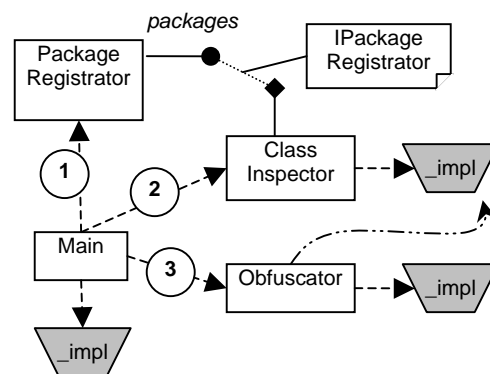 packages
Package
Registrator
IPackage
Registrator
1
2
Class
Inspector
_impl
Main
3
Obfuscator
_impl
_impl